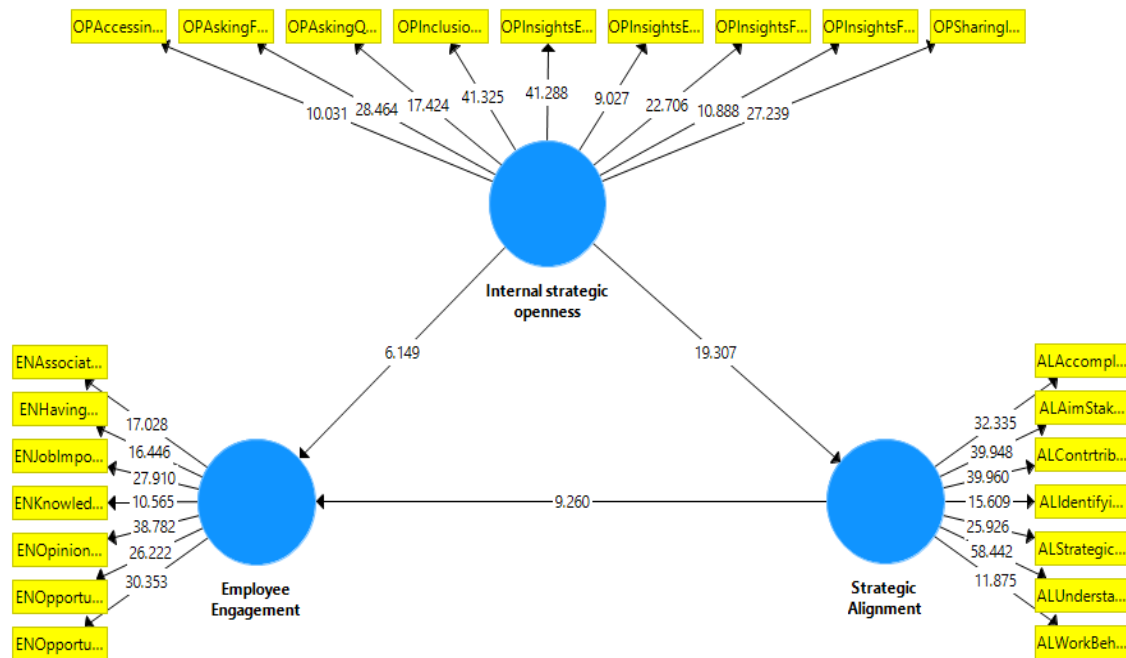 OPAccessin... OPAskingF... OPAskingQ... OPInclusio... OPInsightsE... OPInsightsE... OPInsightsF... OPInsightsF... OPSharingI...
10.031 28.464 17.424 41.325 41.288 9.027 22.706 10.888 27.239
Internal strategic
openness
6.149 19.307
ENAssociat...
ENHaving...
ENJobImpo...
ENKnowled...
ENOpinion...
ENOpportu...
ENOpportu...
17.028
16.446
27.910
10.565
38.782
26.222
30.353
Employee
Engagement
9.260
ALAccompl...
ALAimStak...
ALContrtrib...
ALIdentifyi...
ALStrategic...
ALUndersta...
ALWorkBeh...
32.335
39.948
39.960
15.609
25.926
58.442
11.875
Strategic
Alignment